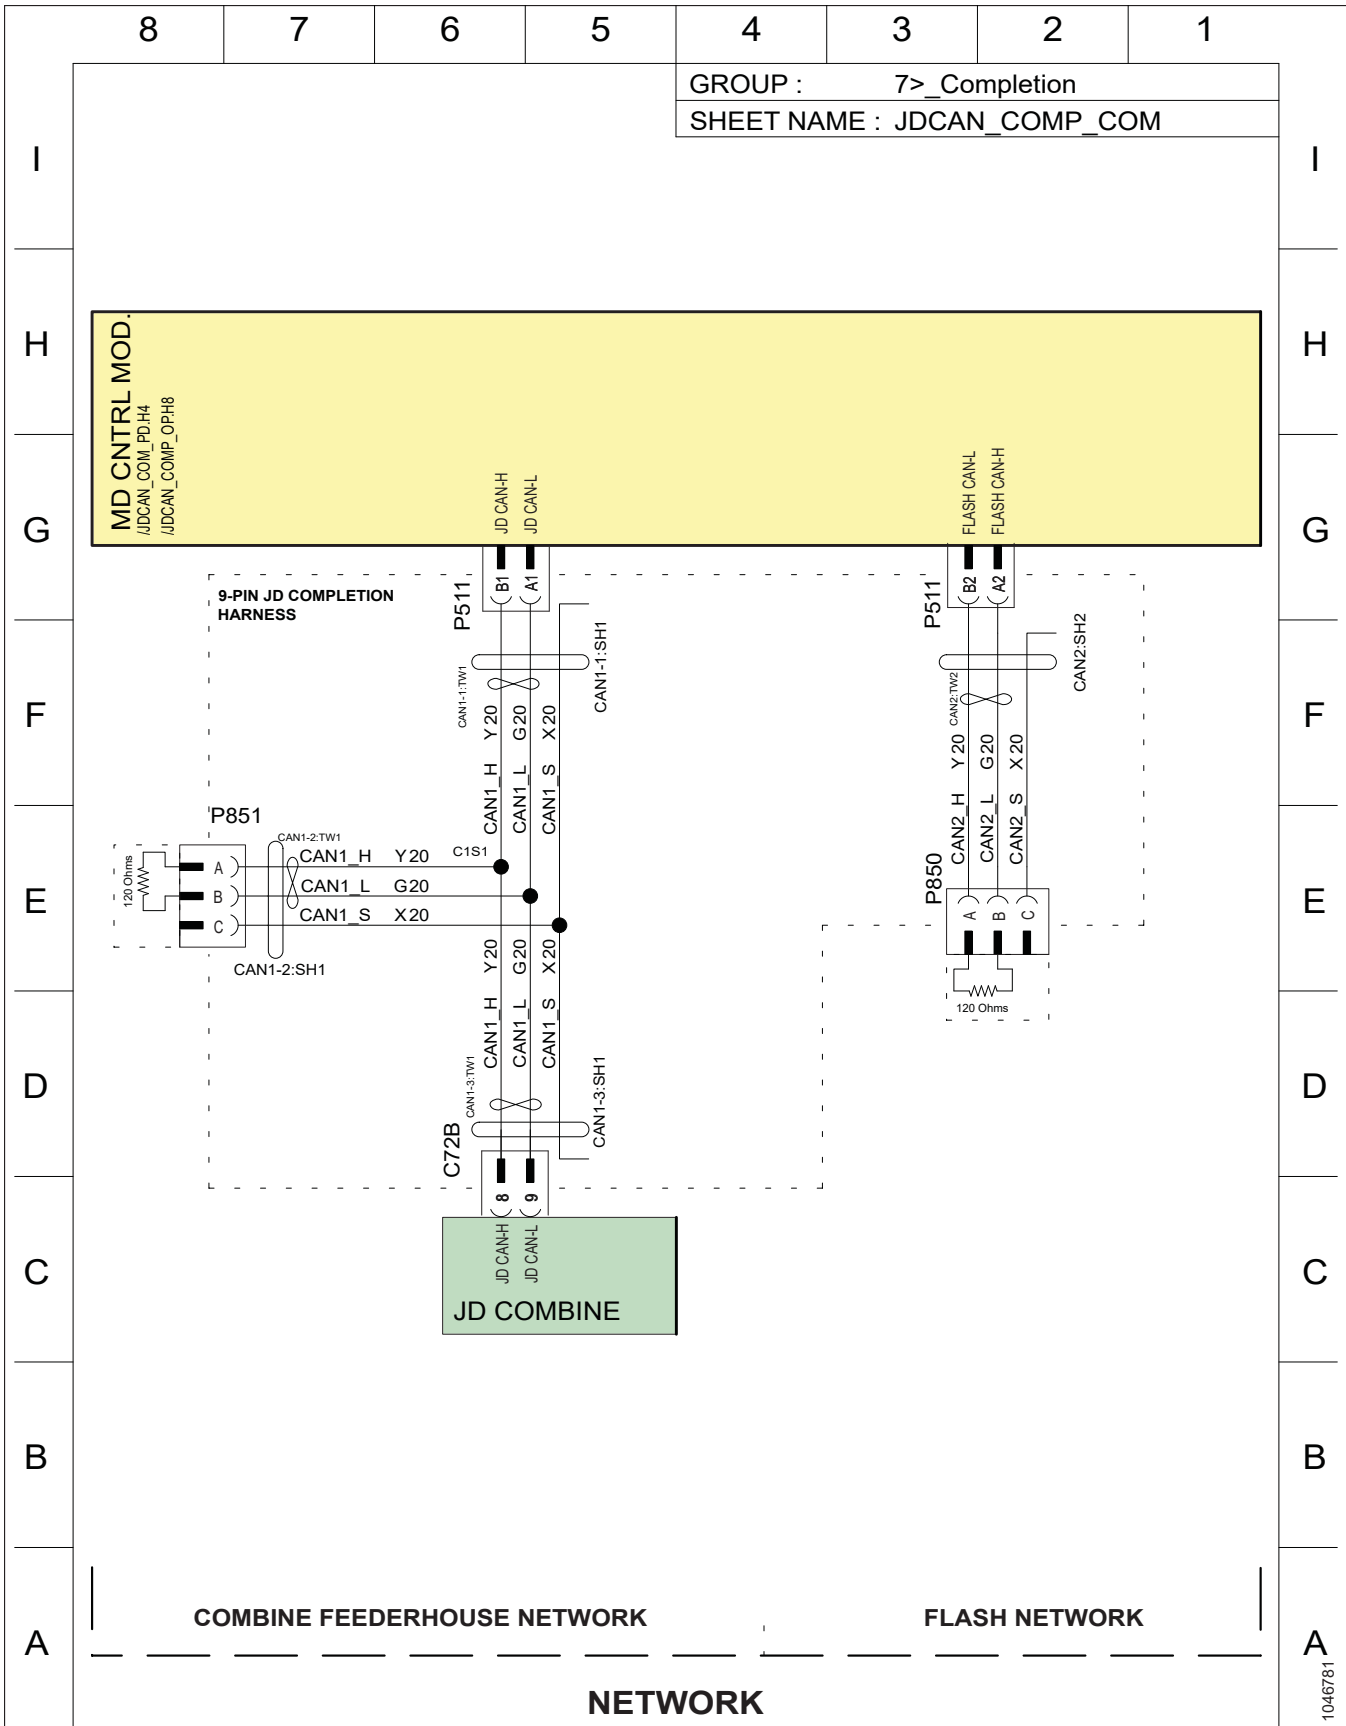 8 7 6 5 4 3 2 1
GROUP : 7>_Completion
SHEET NAME : JDCAN_COMP_COM
I I
H H
MD CNTRL MOD.
/JDCAN_COM_PD.H4
/JDCAN_COMP_OP.H8
G G
JD CAN-H
JD CAN-L
FLASH CAN-L
FLASH CAN-H
9-PIN JD COMPLETION
HARNESS
P511
B1
A1
P511
B2
A2
F F
CAN1-1:TW1
CAN1-1:SH1
CAN2:TW2
CAN2:SH2
CAN1_H Y20
CAN1_L G20
CAN1_S X20
CAN2_H Y20
CAN2_L G20
CAN2_S X20
E E
P851
CAN1-2:TW1
120 Ohms
A CAN1_H Y20 C1S1
B CAN1_L G20
C CAN1_S X20
CAN1-2:SH1
P850
A
B
C
120 Ohms
D D
CAN1_H Y20
CAN1_L G20
CAN1_S X20
CAN1-3:TW1
CAN1-3:SH1
C72B
8
9
C C
JD CAN-H
JD CAN-L
JD COMBINE
B B
COMBINE FEEDERHOUSE NETWORK FLASH NETWORK
A A
NETWORK
1046781